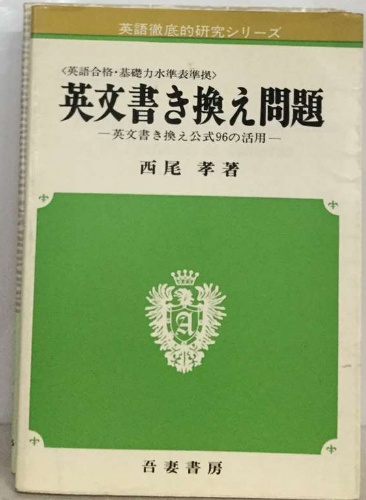 英語徹底的研究シリーズ
〈英語合格・基礎力水準表準拠〉
英文書き換え問題
―英文書き換え公式96の活用―
西尾 孝著
A
吾妻書房